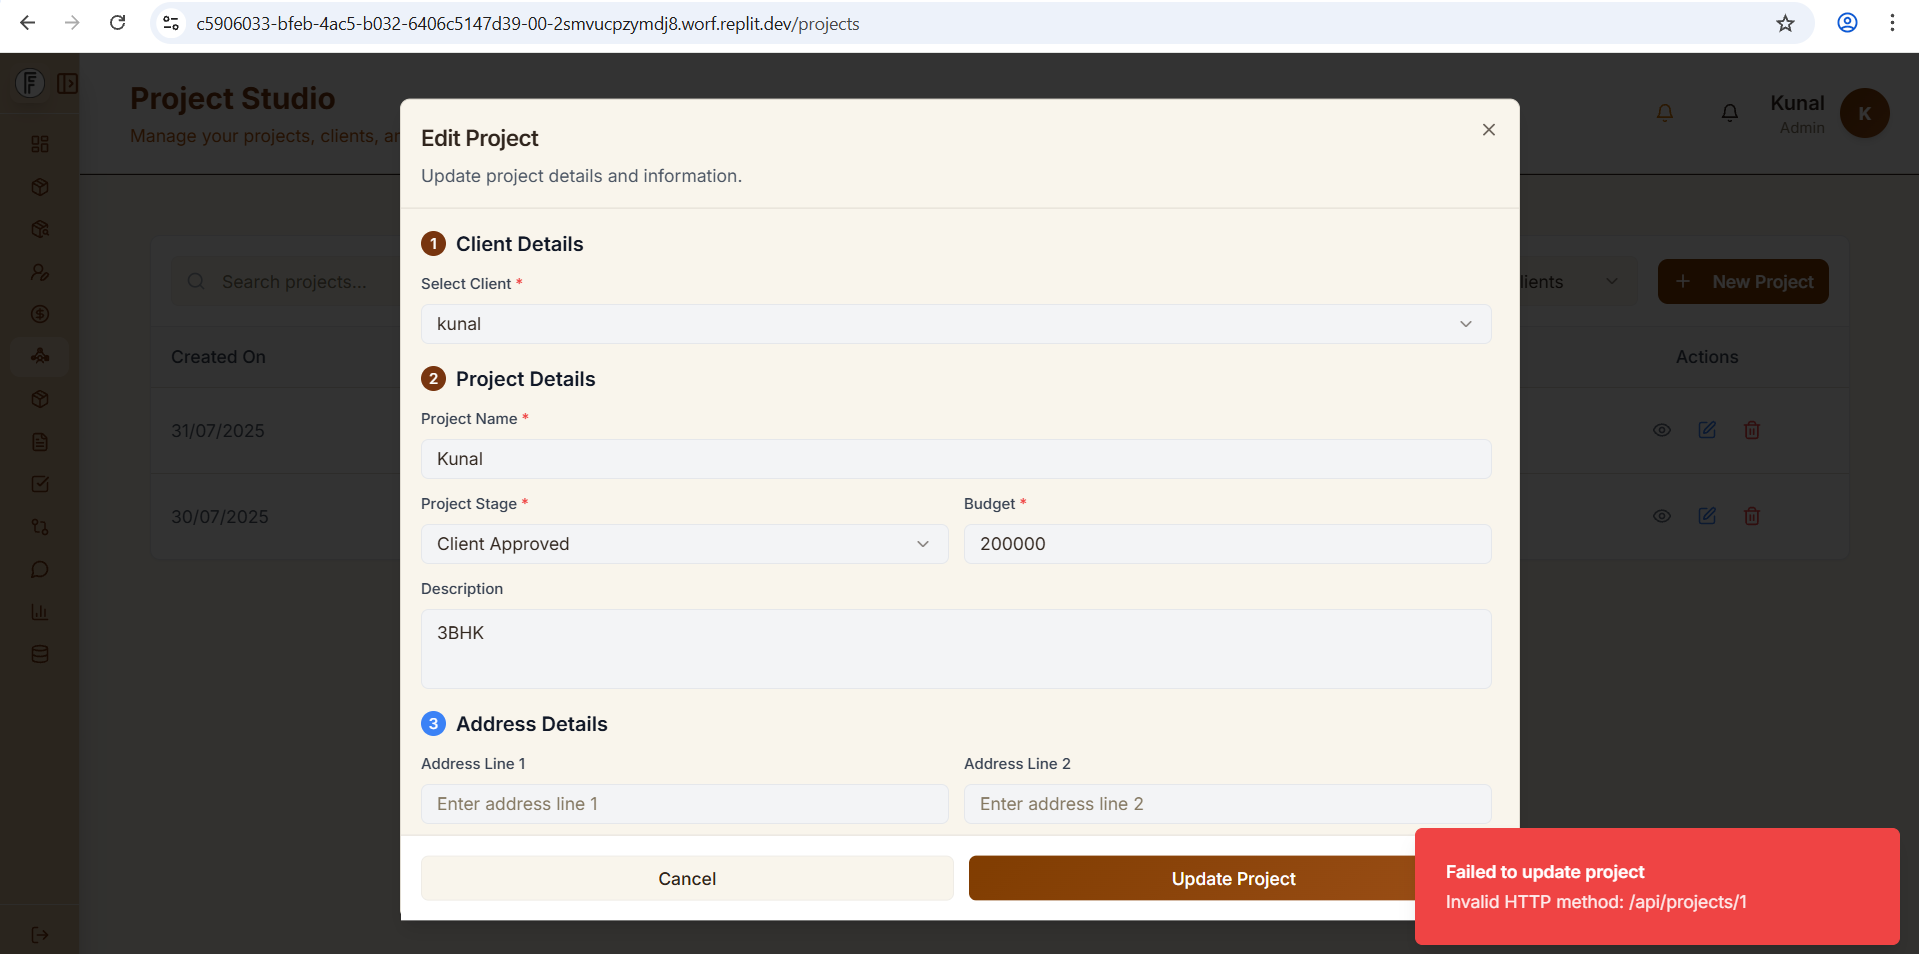 c5906033-bfeb-4ac5-b032-6406c5147d39-00-2smvucpzymdj8.worf.replit.dev/projects
Project Studio
Manage your projects, clients, an
Kunal
Admin
K
Search projects...
lients
+ New Project
Created On
Actions
31/07/2025
30/07/2025
Edit Project
Update project details and information.
1 Client Details
Select Client *
kunal
2 Project Details
Project Name *
Kunal
Project Stage *
Budget *
Client Approved
200000
Description
3BHK
3 Address Details
Address Line 1
Address Line 2
Enter address line 1
Enter address line 2
Cancel
Update Project
Failed to update project
Invalid HTTP method: /api/projects/1